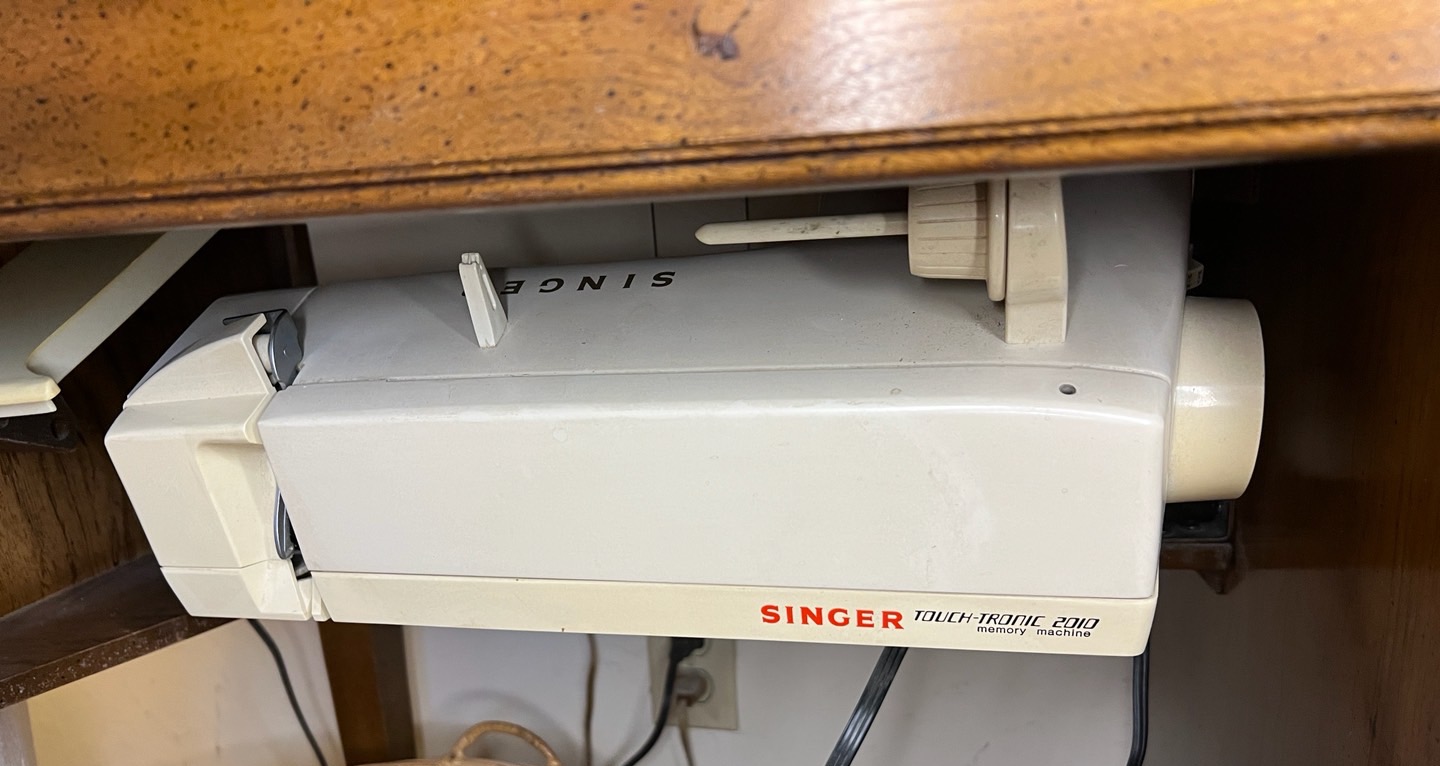 SINGER
SINGER TOUCH-TRONIC 2010
memory machine